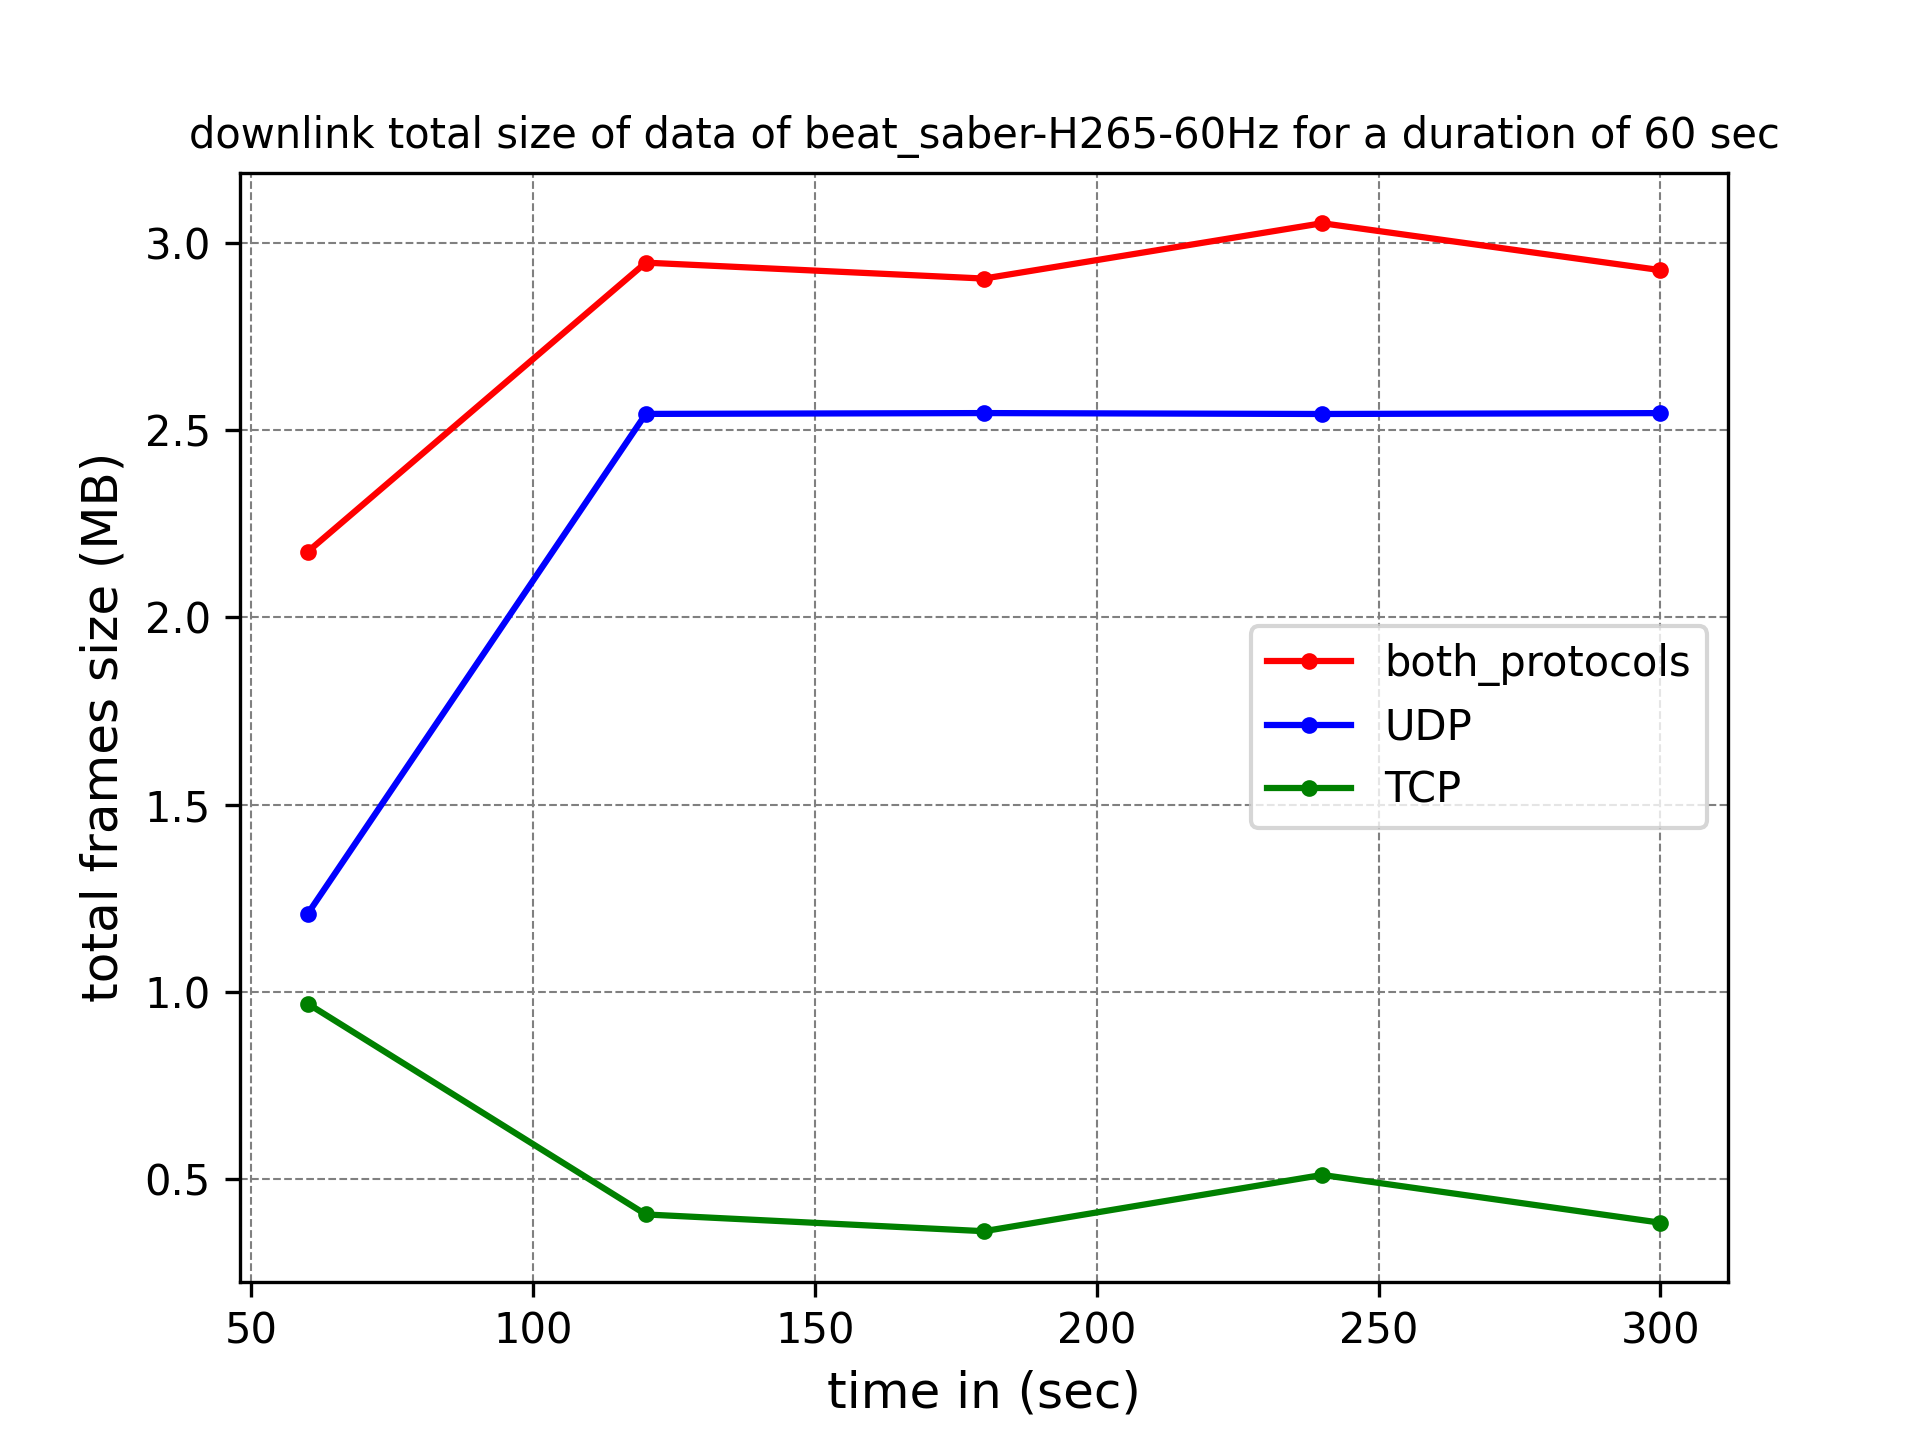 downlink total size of data of beat_saber-H265-60Hz for a duration of 60 sec
total frames size (MB)
3.0
2.5
2.0
1.5
1.0
0.5
both_protocols
UDP
TCP
50 100 150 200 250 300
time in (sec)